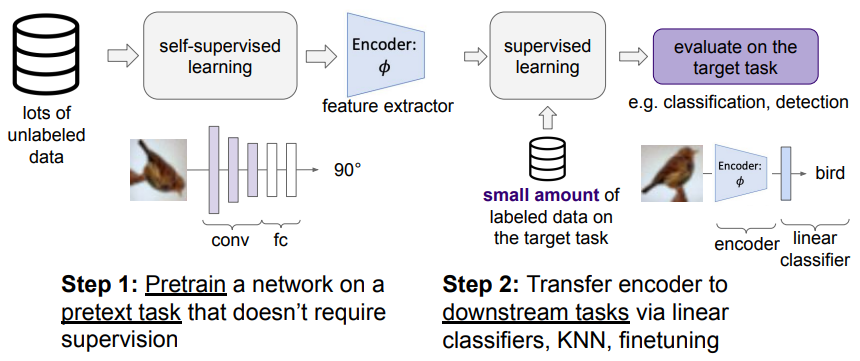 lots of
unlabeled
data
self-supervised
learning
Encoder:
ϕ
feature extractor
90°
conv
fc
Step 1: Pretrain a network on a
pretext task that doesn’t require
supervision
supervised
learning
small amount of
labeled data on
the target task
evaluate on the
target task
e.g. classification, detection
Encoder:
ϕ
bird
encoder
linear
classifier
Step 2: Transfer encoder to
downstream tasks via linear
classifiers, KNN, finetuning